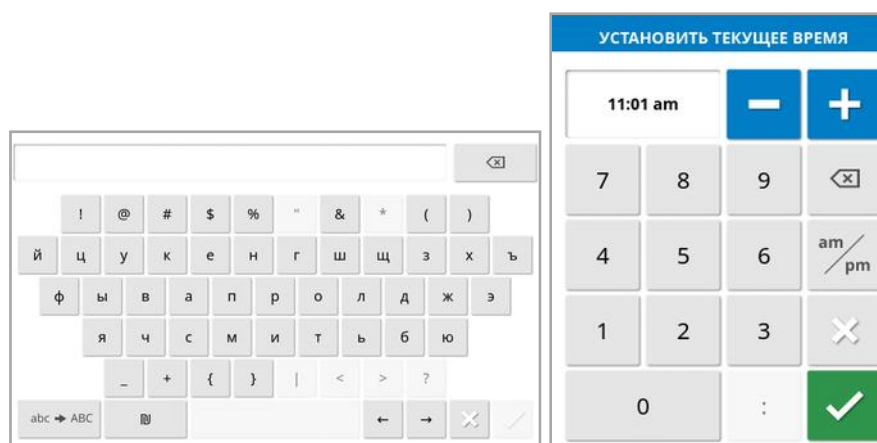 ! @ # $ % " & * ( )
й ц у к е н г ш щ з х ъ
ф ы в а п р о л д ж э
я ч с м и т ь б ю
_ + { } | < > ?
abc ➔ ABC ₪ ← →
УСТАНОВИТЬ ТЕКУЩЕЕ ВРЕМЯ
11:01 am − +
7 8 9
4 5 6 am/pm
1 2 3
0 :